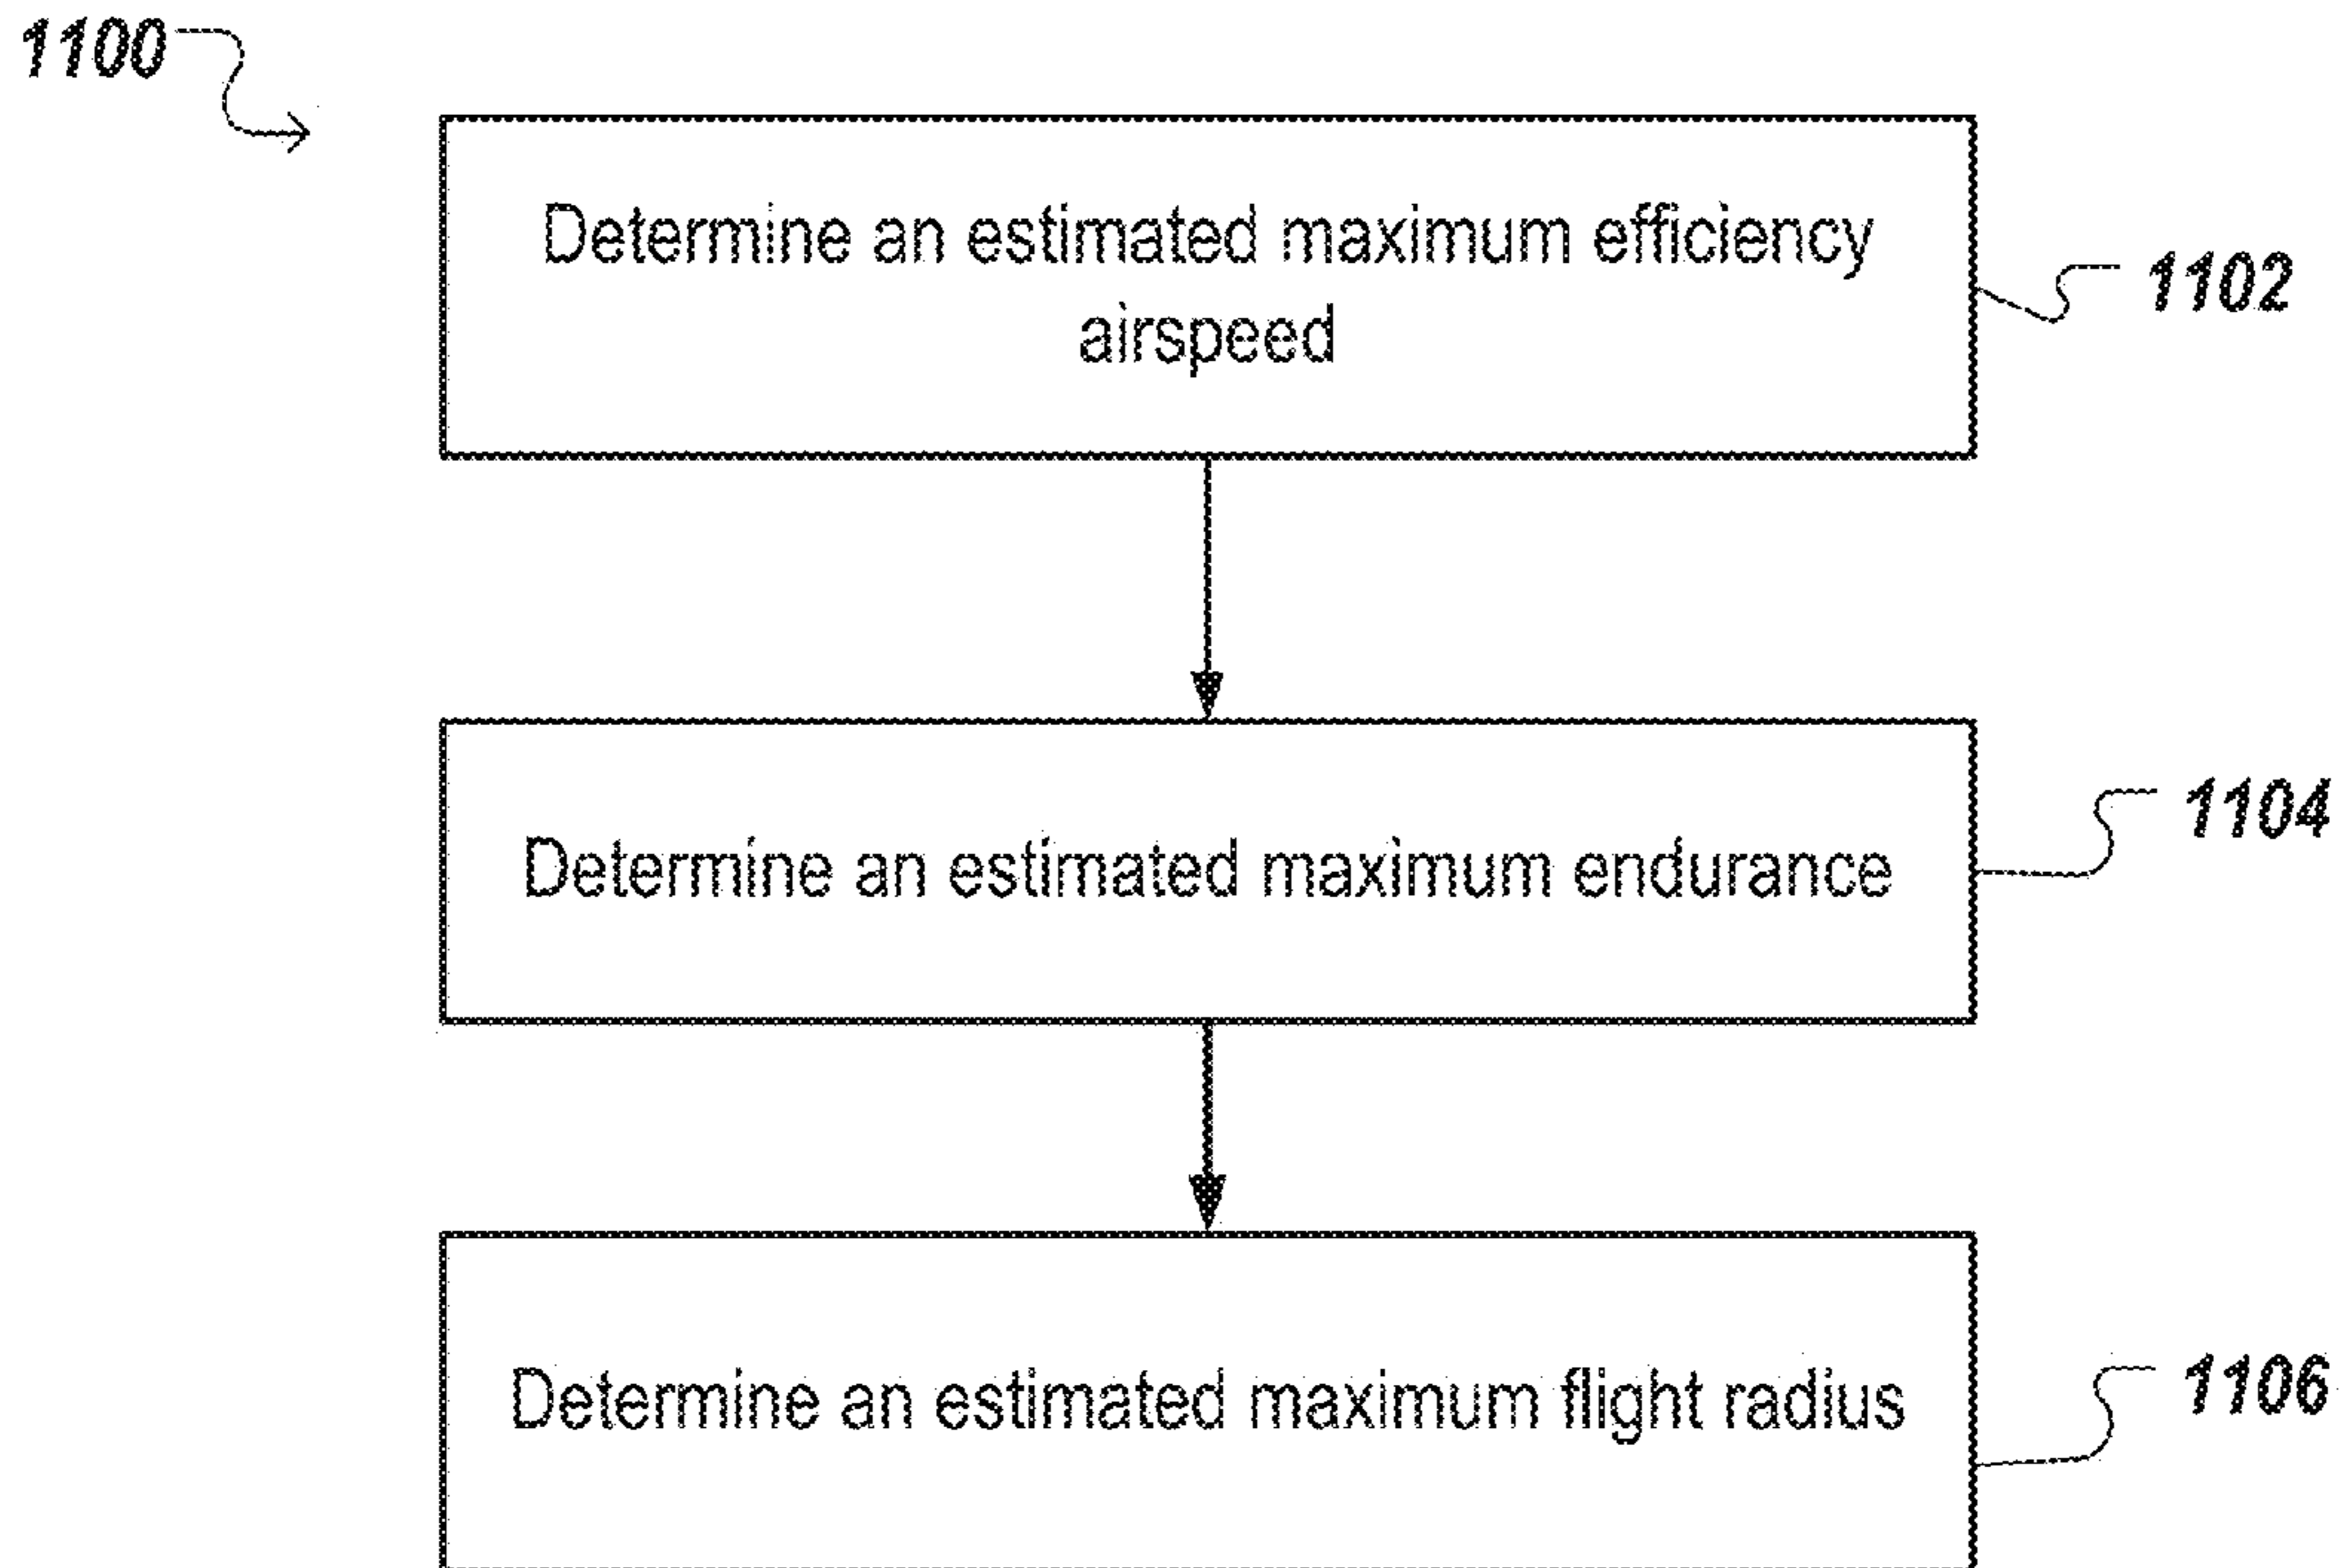 1100
Determine an estimated maximum efficiency
airspeed
1102
Determine an estimated maximum endurance
1104
Determine an estimated maximum flight radius
1106